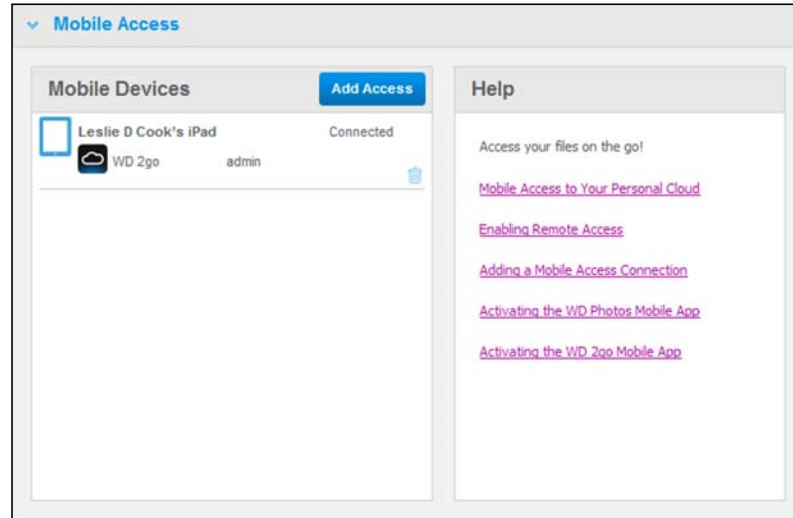 Mobile Access
Mobile Devices
Add Access
Leslie D Cook's iPad
Connected
WD 2go
admin
Help
Access your files on the go!
Mobile Access to Your Personal Cloud
Enabling Remote Access
Adding a Mobile Access Connection
Activating the WD Photos Mobile App
Activating the WD 2go Mobile App